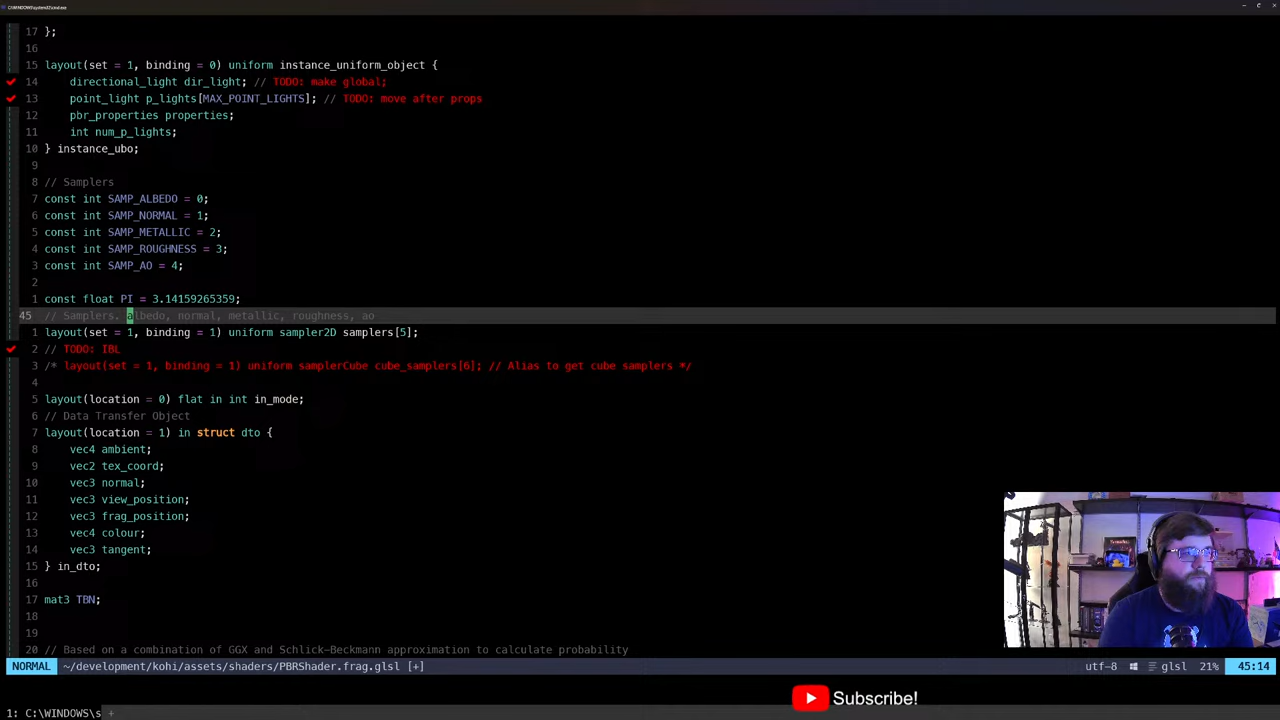 C:\WINDOWS\system32\cmd.exe
17 };
16
15 layout(set = 1, binding = 0) uniform instance_uniform_object {
14 directional_light dir_light; // TODO: make global;
13 point_light p_lights[MAX_POINT_LIGHTS]; // TODO: move after props
12 pbr_properties properties;
11 int num_p_lights;
10 } instance_ubo;
9
8 // Samplers
7 const int SAMP_ALBEDO = 0;
6 const int SAMP_NORMAL = 1;
5 const int SAMP_METALLIC = 2;
4 const int SAMP_ROUGHNESS = 3;
3 const int SAMP_AO = 4;
2
1 const float PI = 3.14159265359;
45 // Samplers. albedo, normal, metallic, roughness, ao
1 layout(set = 1, binding = 1) uniform sampler2D samplers[5];
2 // TODO: IBL
3 /* layout(set = 1, binding = 1) uniform samplerCube cube_samplers[6]; // Alias to get cube samplers */
4
5 layout(location = 0) flat in int in_mode;
6 // Data Transfer Object
7 layout(location = 1) in struct dto {
8 vec4 ambient;
9 vec2 tex_coord;
10 vec3 normal;
11 vec3 view_position;
12 vec3 frag_position;
13 vec4 colour;
14 vec3 tangent;
15 } in_dto;
16
17 mat3 TBN;
18
19
20 // Based on a combination of GGX and Schlick-Beckmann approximation to calculate probability
NORMAL ~/development/kohi/assets/shaders/PBRShader.frag.glsl [+] utf-8 glsl 21% 45:14
Subscribe!
1: C:\WINDOWS\s +